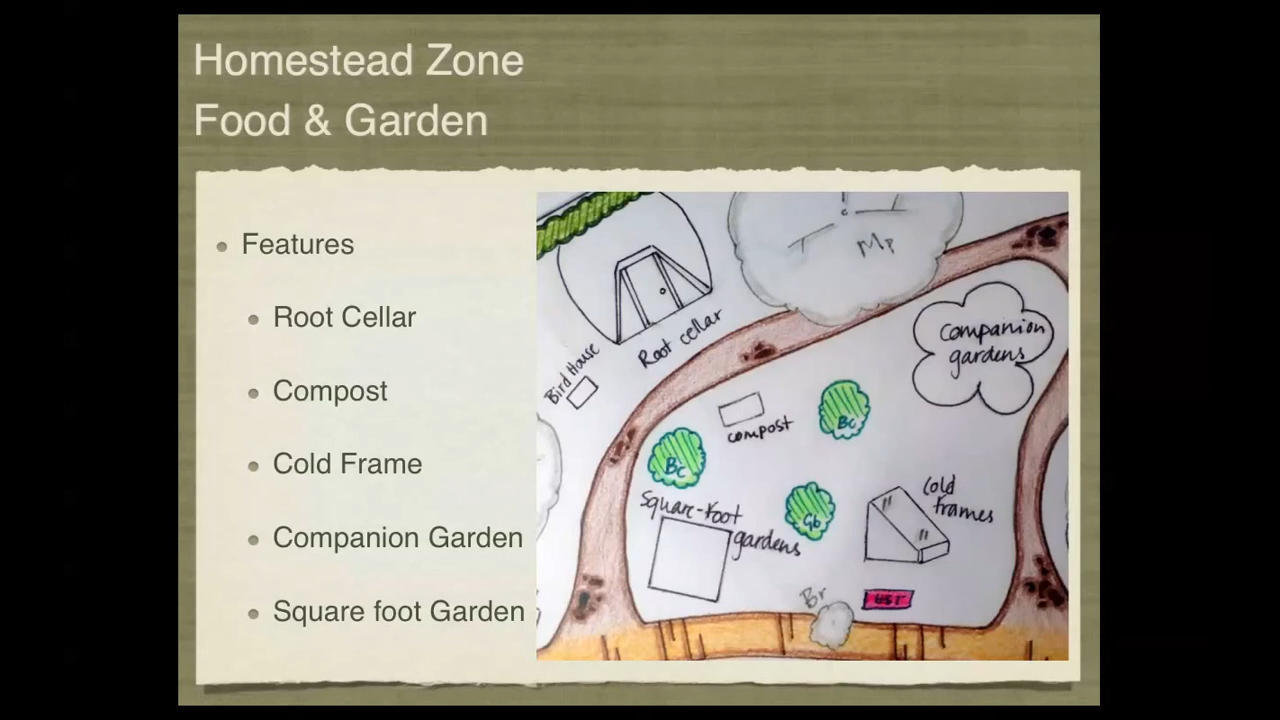 Homestead Zone
Food & Garden
Features
Root Cellar
Compost
Cold Frame
Companion Garden
Square foot Garden
Mp
Root cellar
Bird House
Companion
gardens
compost
Bc
Bc
Square-foot
gardens
Gb
Cold
frames
Br